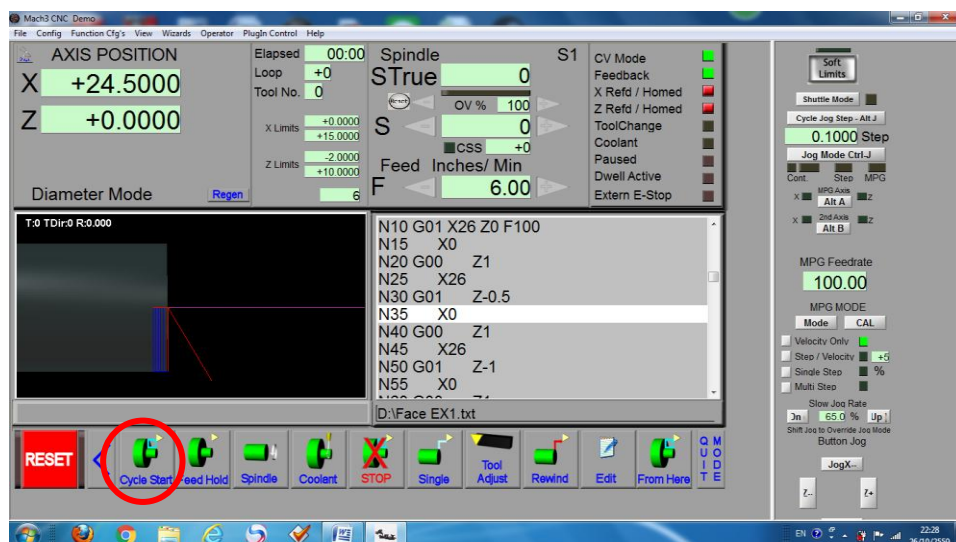 Mach3 CNC Demo
File Config Function Cfg's View Wizards Operator PlugIn Control Help
AXIS POSITION
X +24.5000
Z +0.0000
Diameter Mode Regen
Elapsed 00:00
Loop +0
Tool No. 0
X Limits +0.0000
+15.0000
Z Limits -2.0000
+10.0000
6
Spindle S1
STrue 0
Reset OV % 100
S 0
CSS +0
Feed Inches/ Min
F 6.00
CV Mode
Feedback
X Refd / Homed
Z Refd / Homed
ToolChange
Coolant
Paused
Dwell Active
Extern E-Stop
T:0 TDir:0 R:0.000
N10 G01 X26 Z0 F100
N15 X0
N20 G00 Z1
N25 X26
N30 G01 Z-0.5
N35 X0
N40 G00 Z1
N45 X26
N50 G01 Z-1
N55 X0
D:\Face EX1.txt
RESET
Cycle Start
Feed Hold
Spindle
Coolant
STOP
Single
Tool
Adjust
Rewind
Edit
From Here
QUIT
MODE
Soft
Limits
Shuttle Mode
Cycle Jog Step - Alt J
0.1000 Step
Jog Mode Ctrl-J
Cont. Step MPG
MPG Axis
X Alt A Z
2nd Axis
X Alt B Z
MPG Feedrate
100.00
MPG MODE
Mode CAL
Velocity Only
Step / Velocity +5
Single Step %
Multi Step
Slow Jog Rate
Dn 65.0 % Up
Shift Jog to Override Jog Mode
Button Jog
JogX--
Z-- Z+
EN 22:28
26/10/2559